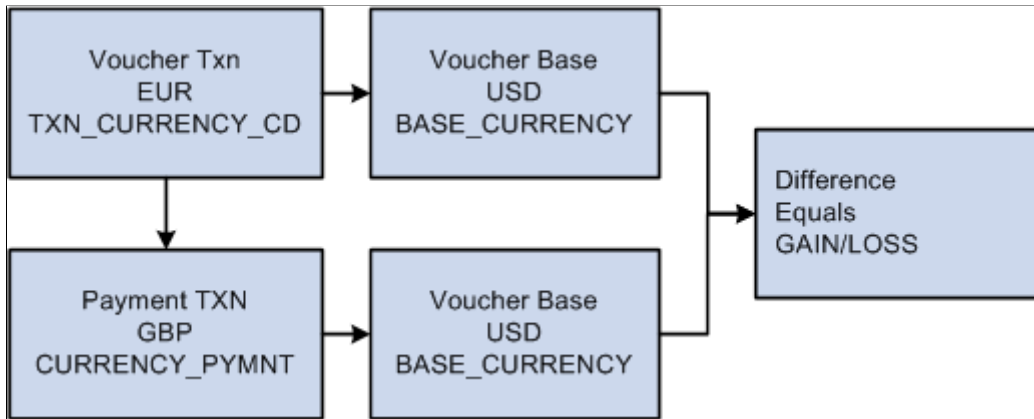 Voucher Txn
EUR
TXN_CURRENCY_CD
Voucher Base
USD
BASE_CURRENCY
Difference
Equals
GAIN/LOSS
Payment TXN
GBP
CURRENCY_PYMNT
Voucher Base
USD
BASE_CURRENCY